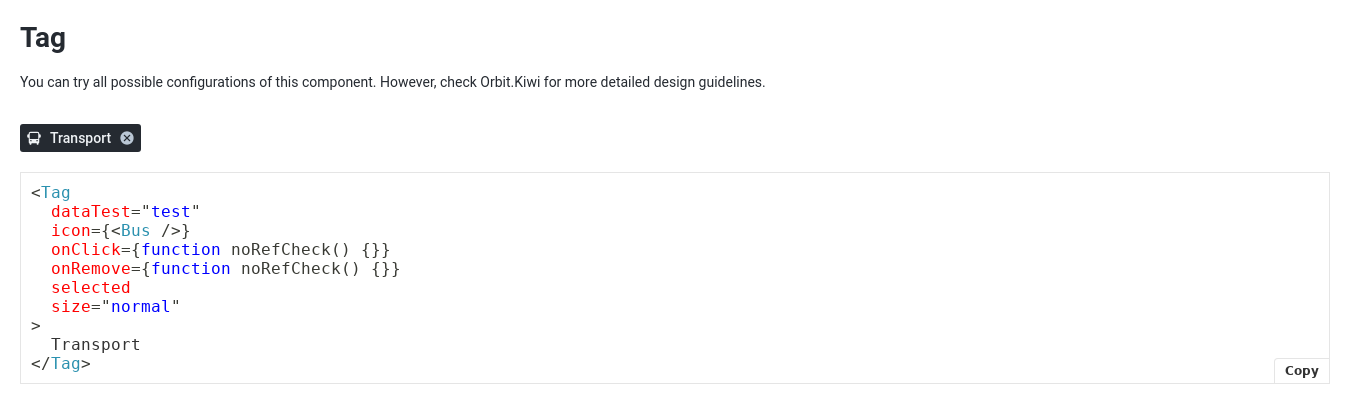 Tag
You can try all possible configurations of this component. However, check Orbit.Kiwi for more detailed design guidelines.
Transport
<Tag
  dataTest="test"
  icon={<Bus />}
  onClick={function noRefCheck() {}}
  onRemove={function noRefCheck() {}}
  selected
  size="normal"
>
  Transport
</Tag>
Copy